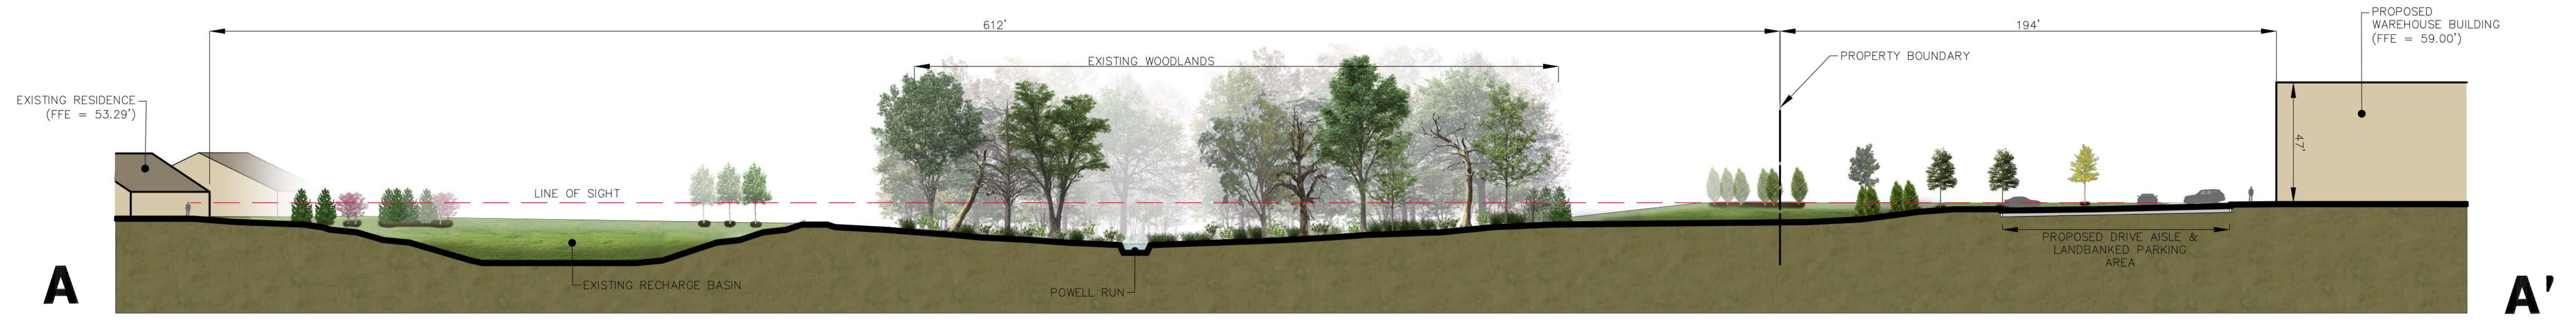 612'
194'
PROPOSED
WAREHOUSE BUILDING
(FFE = 59.00')
PROPERTY BOUNDARY
EXISTING WOODLANDS
EXISTING RESIDENCE
(FFE = 53.29')
47'
LINE OF SIGHT
PROPOSED DRIVE AISLE &
LANDBANKED PARKING
AREA
EXISTING RECHARGE BASIN
POWELL RUN
A
A'